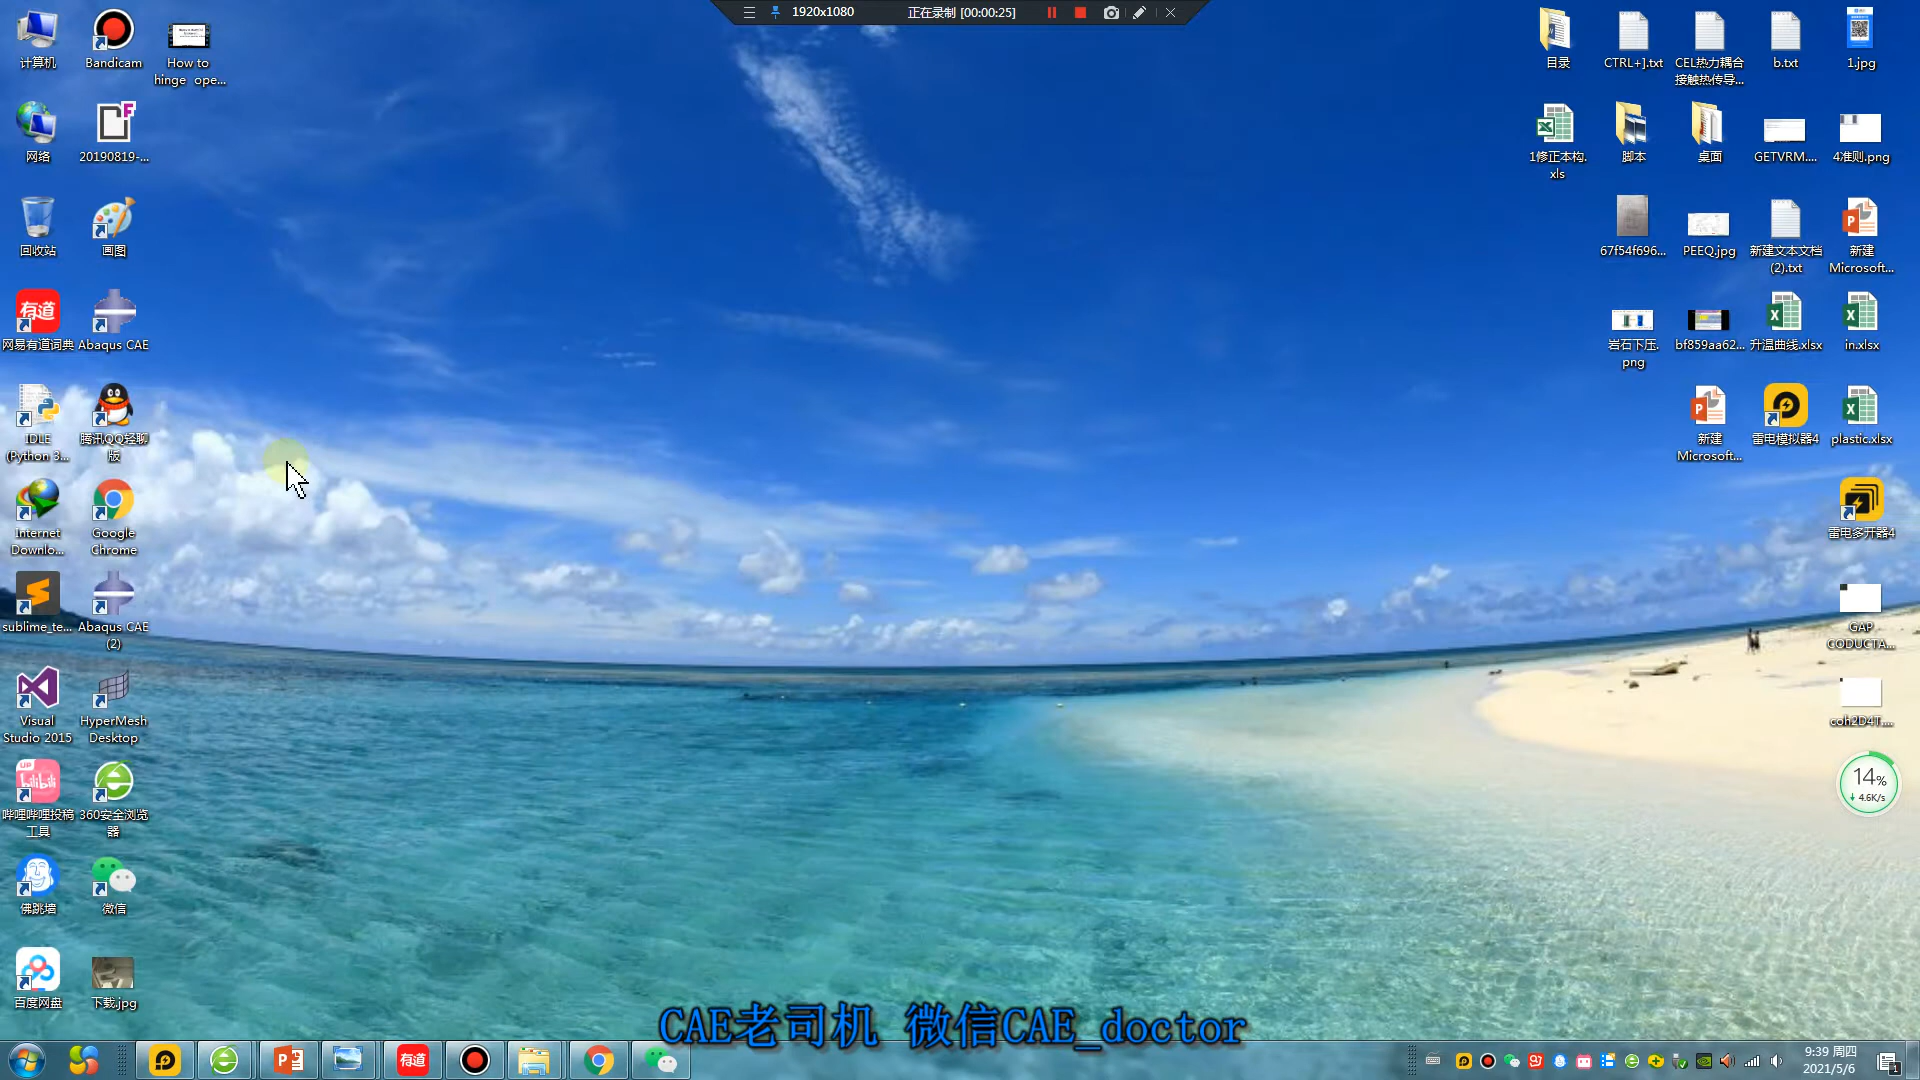 1920x1080
正在录制 [00:00:25]
计算机
Bandicam
How to
hinge ope...
网络
20190819-...
回收站
画图
有道
网易有道词典
Abaqus CAE
IDLE
(Python 3....
腾讯QQ轻聊
版
Internet
Downlo...
Google
Chrome
sublime_te...
Abaqus CAE
(2)
Visual
Studio 2015
HyperMesh
Desktop
UP
bilibili
哔哩哔哩投稿
工具
360安全浏览
器
佛跳墙
微信
百度网盘
下载.jpg
目录
CTRL+].txt
CEL热力耦合
接触热传导...
b.txt
1.jpg
1修正本构.
xls
脚本
桌面
GETVRM....
4准则.png
67f54f696...
PEEQ.jpg
新建文本文档
(2).txt
新建
Microsoft...
岩石下压.
png
bf859aa62...
升温曲线.xlsx
in.xlsx
新建
Microsoft...
雷电模拟器4
plastic.xlsx
雷电多开器4
GAP
CODUCTA...
coh2D4T....
14%
↓ 4.6K/s
CAE老司机 微信CAE_doctor
有道
9:39 周四
2021/5/6
1